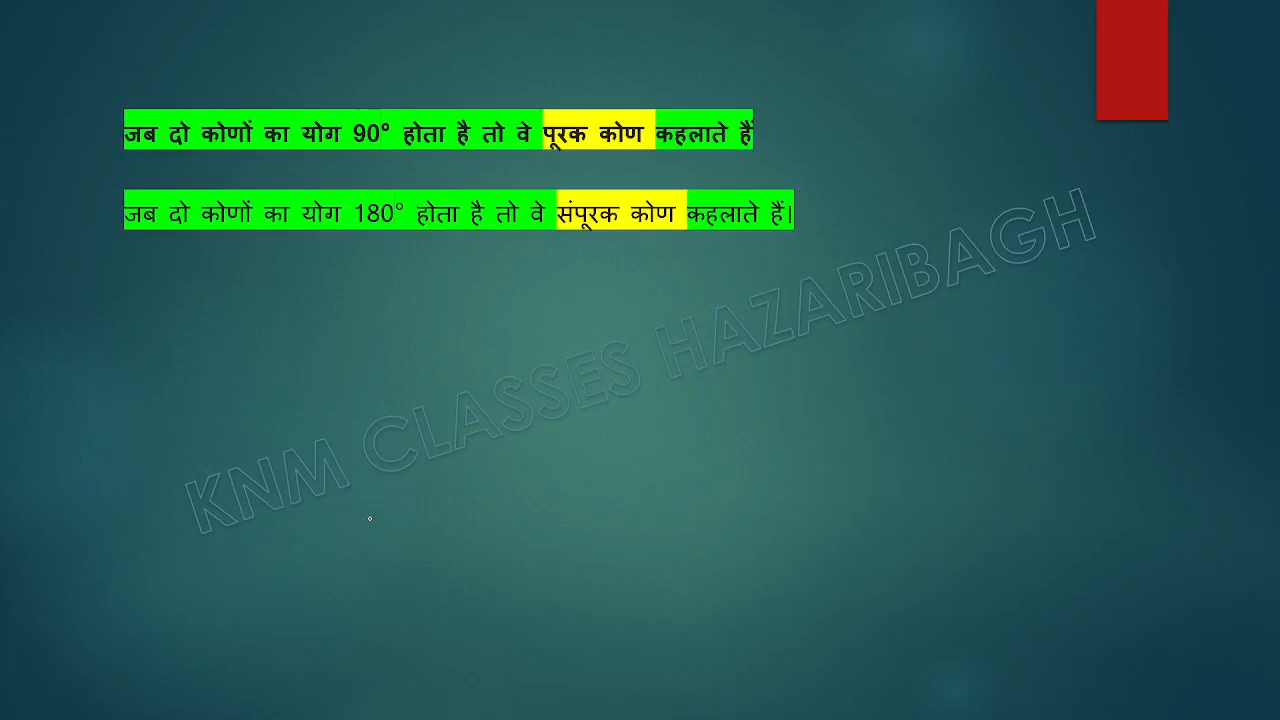 जब दो कोणों का योग 90° होता है तो वे पूरक कोण कहलाते हैं
जब दो कोणों का योग 180° होता है तो वे संपूरक कोण कहलाते हैं।
KNM CLASSES HAZARIBAGH